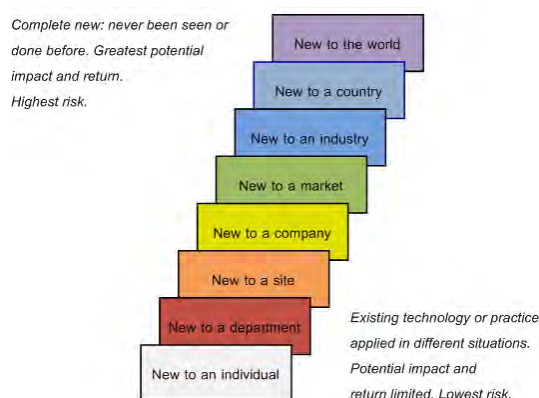 Complete new: never been seen or
done before. Greatest potential
impact and return.
Highest risk.
New to the world
New to a country
New to an industry
New to a market
New to a company
New to a site
New to a department
New to an individual
Existing technology or practice
applied in different situations.
Potential impact and
return limited. Lowest risk.